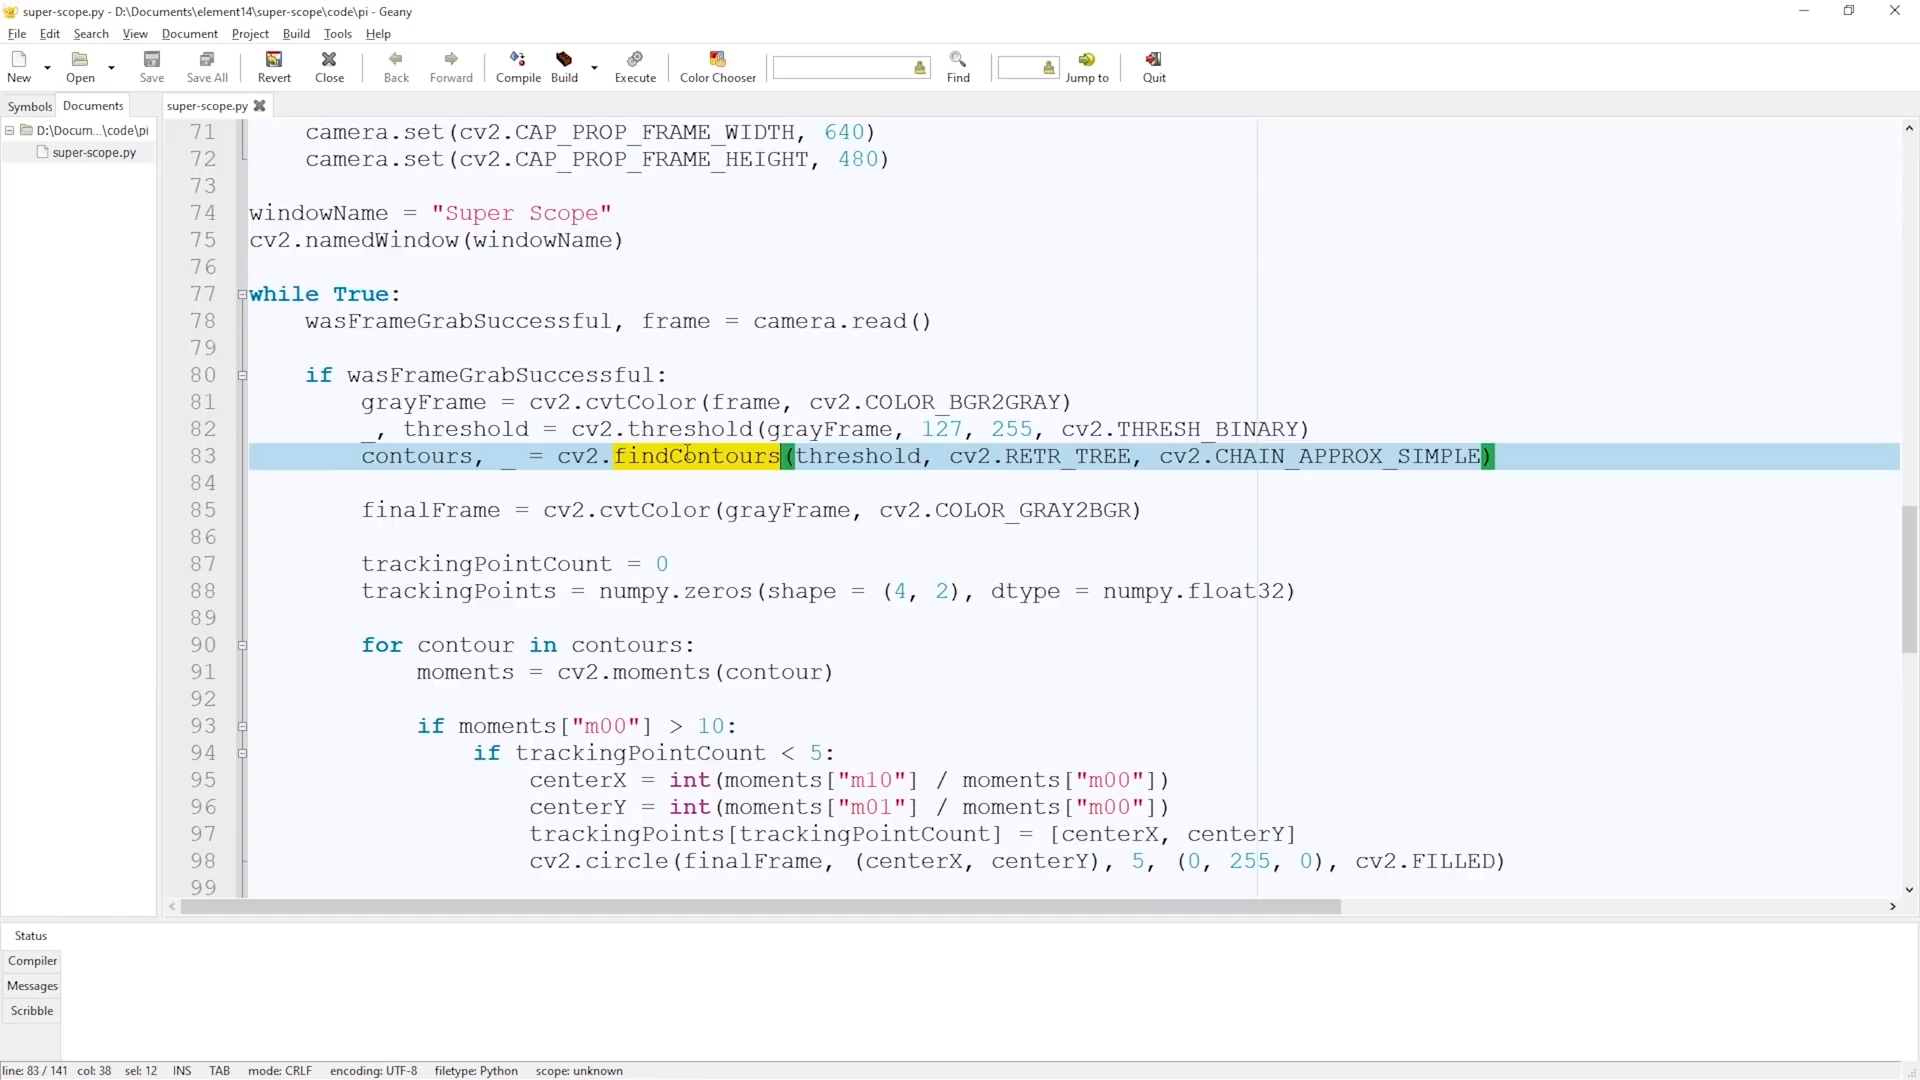 super-scope.py - D:\Documents\element14\super-scope\code\pi - Geany
File Edit Search View Document Project Build Tools Help
New Open Save Save All Revert Close Back Forward Compile Build Execute Color Chooser Find Jump to Quit
Symbols Documents super-scope.py
D:\Docum...\code\pi
super-scope.py
71 camera.set(cv2.CAP_PROP_FRAME_WIDTH, 640)
72 camera.set(cv2.CAP_PROP_FRAME_HEIGHT, 480)
73
74 windowName = "Super Scope"
75 cv2.namedWindow(windowName)
76
77 while True:
78 wasFrameGrabSuccessful, frame = camera.read()
79
80 if wasFrameGrabSuccessful:
81 grayFrame = cv2.cvtColor(frame, cv2.COLOR_BGR2GRAY)
82 _, threshold = cv2.threshold(grayFrame, 127, 255, cv2.THRESH_BINARY)
83 contours, _ = cv2.findContours(threshold, cv2.RETR_TREE, cv2.CHAIN_APPROX_SIMPLE)
84
85 finalFrame = cv2.cvtColor(grayFrame, cv2.COLOR_GRAY2BGR)
86
87 trackingPointCount = 0
88 trackingPoints = numpy.zeros(shape = (4, 2), dtype = numpy.float32)
89
90 for contour in contours:
91 moments = cv2.moments(contour)
92
93 if moments["m00"] > 10:
94 if trackingPointCount < 5:
95 centerX = int(moments["m10"] / moments["m00"])
96 centerY = int(moments["m01"] / moments["m00"])
97 trackingPoints[trackingPointCount] = [centerX, centerY]
98 cv2.circle(finalFrame, (centerX, centerY), 5, (0, 255, 0), cv2.FILLED)
99
Status
Compiler
Messages
Scribble
line: 83 / 141 col: 38 sel: 12 INS TAB mode: CRLF encoding: UTF-8 filetype: Python scope: unknown